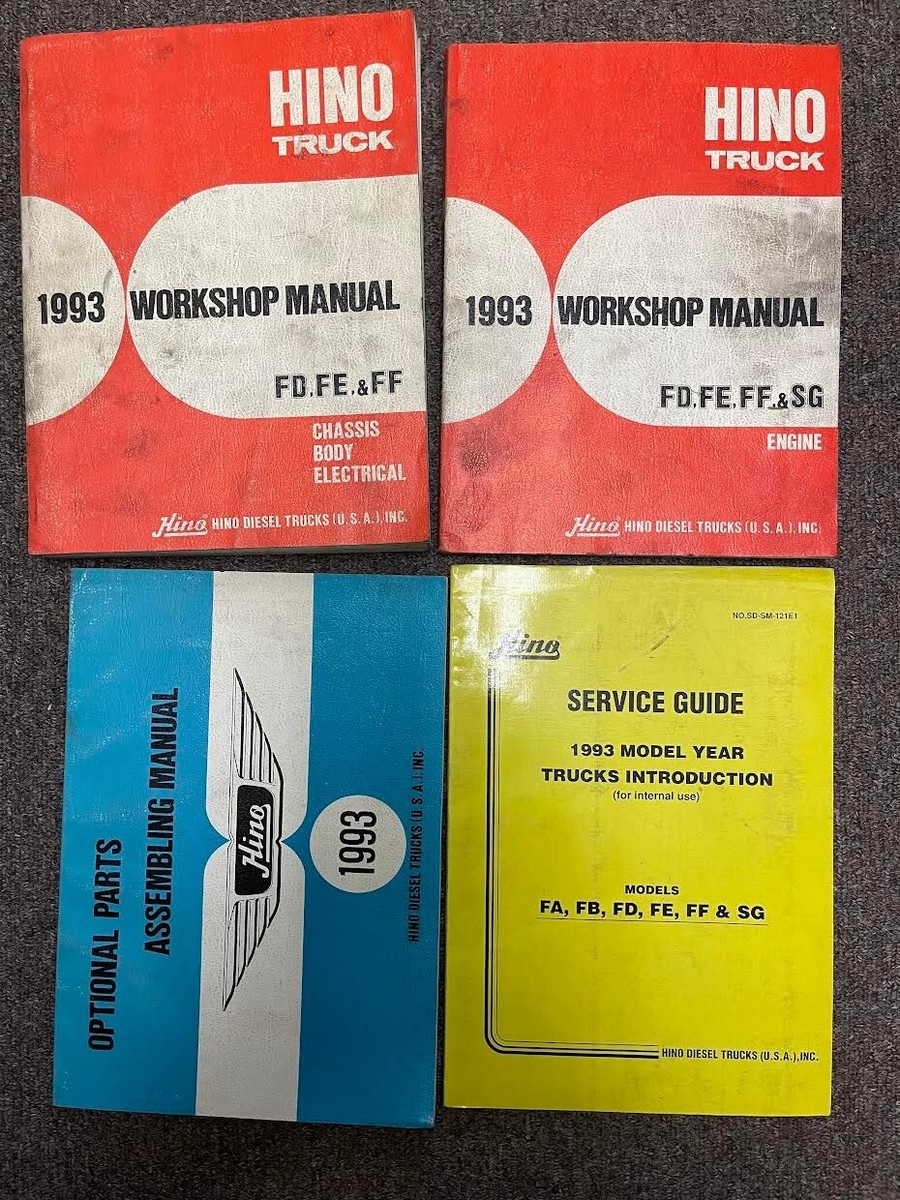 HINO
TRUCK
1993 WORKSHOP MANUAL
FD, FE, & FF
CHASSIS
BODY
ELECTRICAL
Hino HINO DIESEL TRUCKS (U.S.A.), INC.
HINO
TRUCK
1993 WORKSHOP MANUAL
FD, FE, FF, & SG
ENGINE
Hino HINO DIESEL TRUCKS (U.S.A.), INC.
OPTIONAL PARTS
ASSEMBLING MANUAL
Hino
1993
HINO DIESEL TRUCKS (U.S.A.), INC.
NO.SD-SM-121E1
Hino
SERVICE GUIDE
1993 MODEL YEAR
TRUCKS INTRODUCTION
(for internal use)
MODELS
FA, FB, FD, FE, FF & SG
HINO DIESEL TRUCKS (U.S.A.), INC.